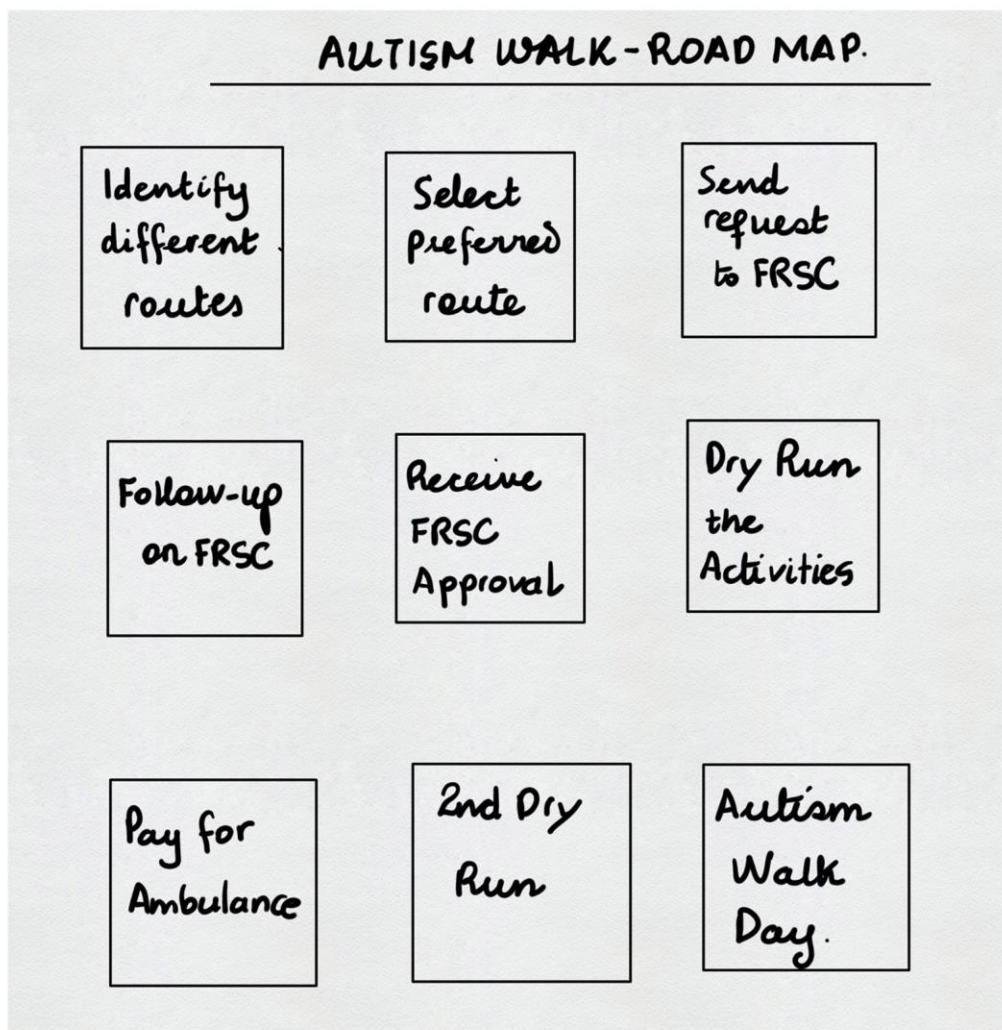 AUTISM WALK-ROAD MAP.
Identify
different
routes
Select
preferred
route
Send
request
to FRSC
Follow-up
on FRSC
Receive
FRSC
Approval
Dry Run
the
Activities
Pay for
Ambulance
2nd Dry
Run
Autism
Walk
Day.